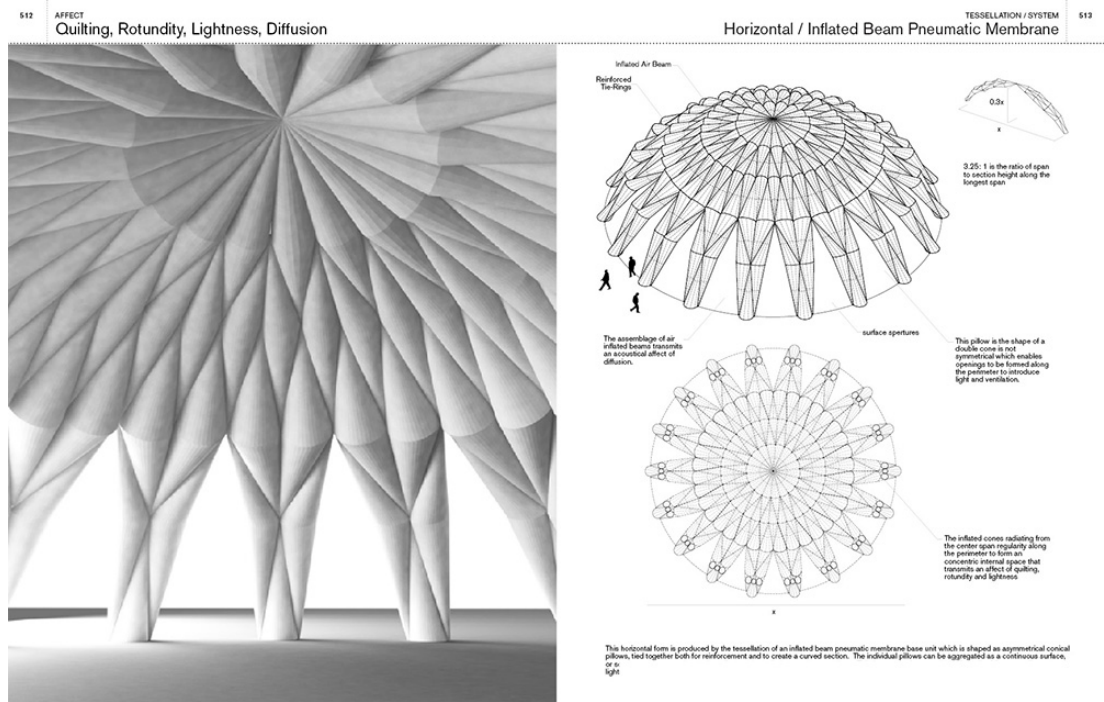 512
AFFECT
Quilting, Rotundity, Lightness, Diffusion
TESSELLATION / SYSTEM
513
Horizontal / Inflated Beam Pneumatic Membrane
Inflated Air Beam
Reinforced
Tie-Rings
0.3x
x
3.25: 1 is the ratio of span
to section height along the
longest span
surface apertures
The assemblage of air
inflated beams transmits
an acoustical affect of
diffusion.
This pillow is the shape of a
double cone is not
symmetrical which enables
openings to be formed along
the perimeter to introduce
light and ventilation.
The inflated cones radiating from
the center span regularity along
the perimeter to form an
concentric internal space that
transmits an affect of quilting,
rotundity and lightness
x
This horizontal form is produced by the tessellation of an inflated beam pneumatic membrane base unit which is shaped as asymmetrical conical
pillows, tied together both for reinforcement and to create a curved section. The individual pillows can be aggregated as a continuous surface,
or
light